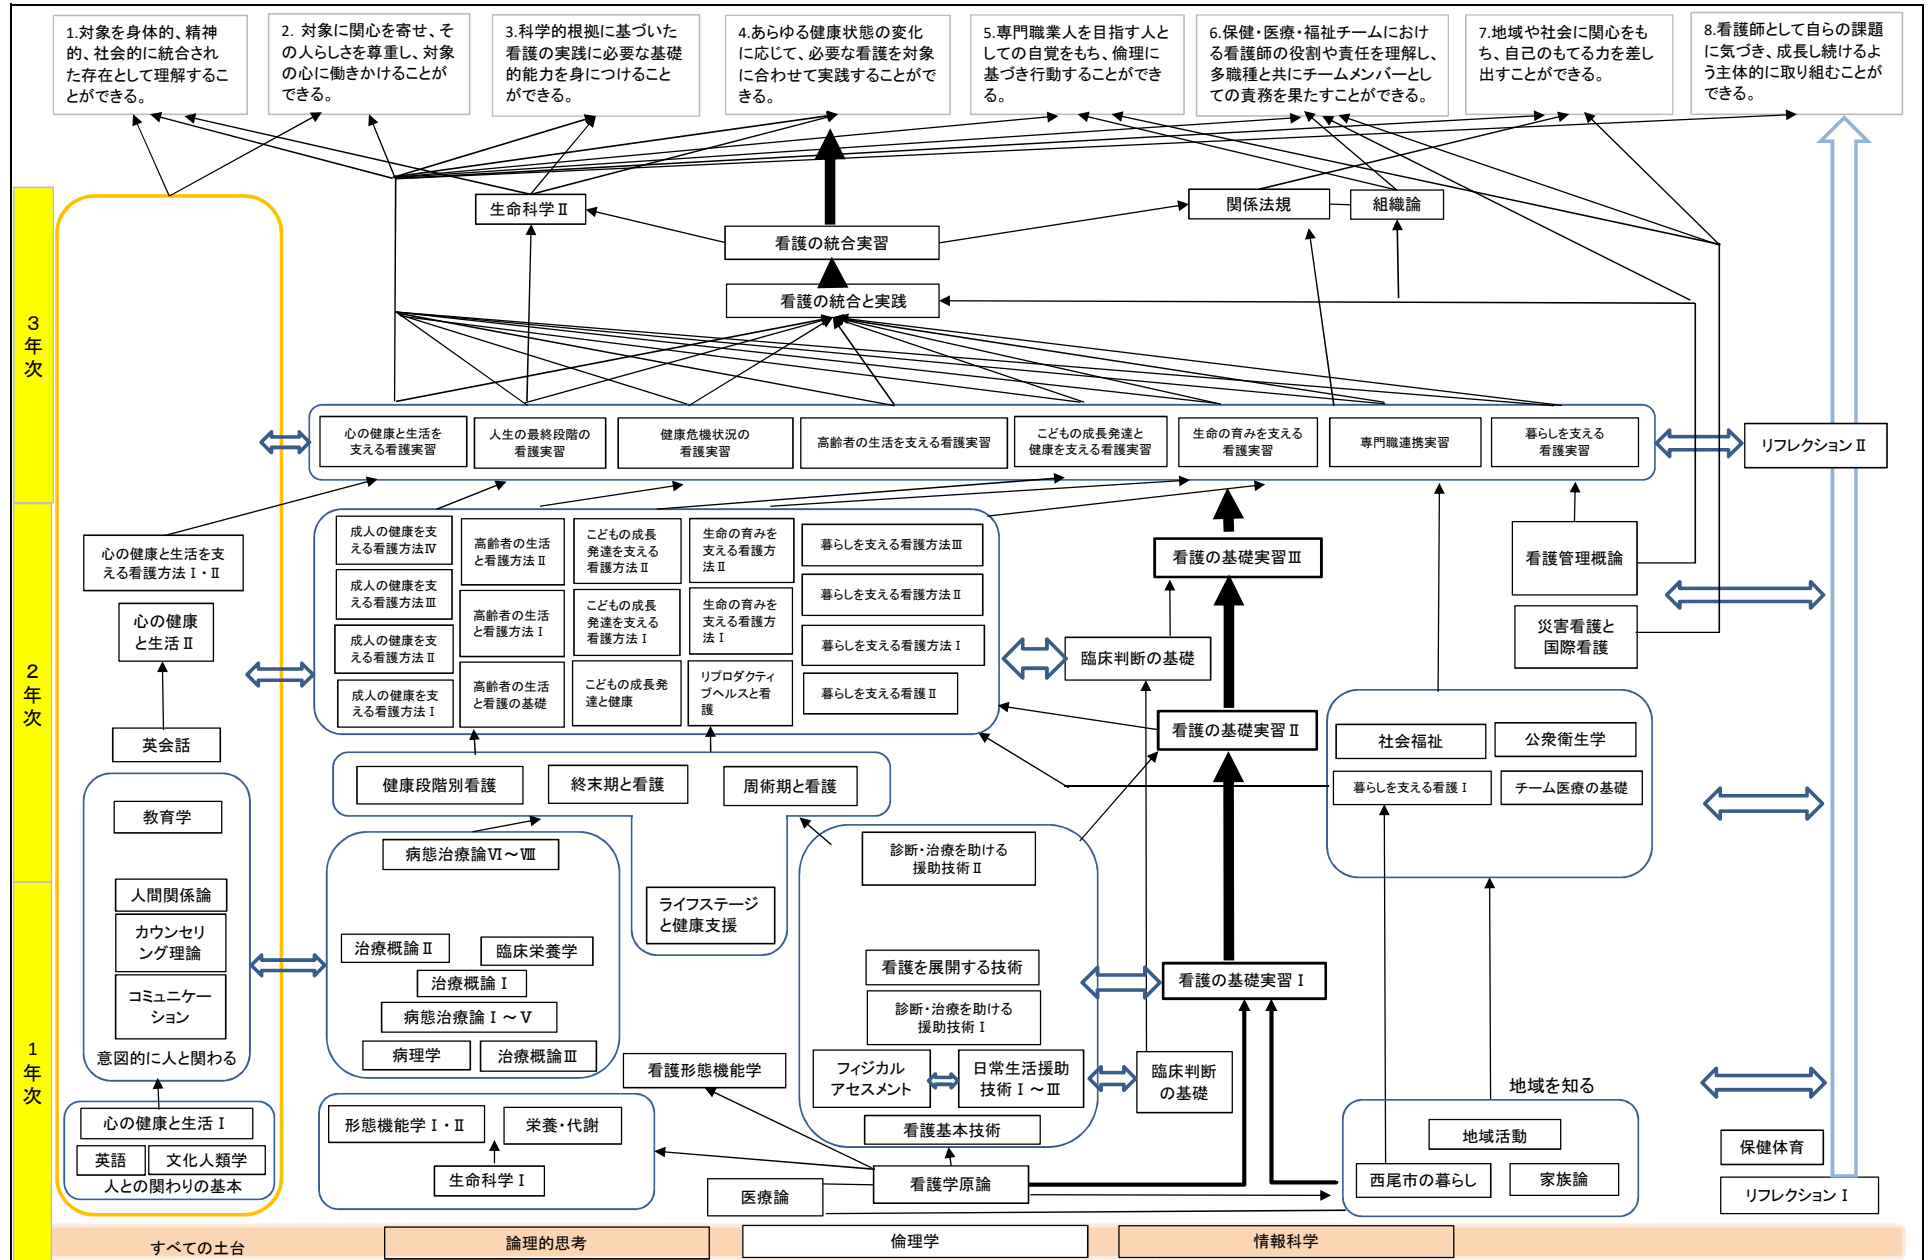 1.対象を身体的、精神
的、社会的に統合され
た存在として理解するこ
とができる。
2. 対象に関心を寄せ、そ
の人らしさを尊重し、対象
の心に働きかけることが
できる。
3.科学的根拠に基づいた
看護の実践に必要な基礎
的能力を身につけること
ができる。
4.あらゆる健康状態の変化
に応じて、必要な看護を対象
に合わせて実践することがで
きる。
5.専門職業人を目指す人と
しての自覚をもち、倫理に
基づき行動することができ
る。
6.保健・医療・福祉チームにおけ
る看護師の役割や責任を理解し、
多職種と共にチームメンバーとし
ての責務を果たすことができる。
7.地域や社会に関心をも
ち、自己のもてる力を差し
出すことができる。
8.看護師として自らの課題
に気づき、成長し続けるよ
う主体的に取り組むことが
できる。
生命科学Ⅱ
関係法規
組織論
看護の統合実習
看護の統合と実践
3
年
次
心の健康と生活を
支える看護実習
人生の最終段階の
看護実習
健康危機状況の
看護実習
高齢者の生活を支える看護実習
こどもの成長発達と
健康を支える看護実習
生命の育みを支える
看護実習
専門職連携実習
暮らしを支える
看護実習
リフレクションⅡ
2
年
次
心の健康と生活を支
える看護方法Ⅰ・Ⅱ
心の健康
と生活Ⅱ
英会話
成人の健康を支
える看護方法Ⅳ
成人の健康を支
える看護方法Ⅲ
成人の健康を支
える看護方法Ⅱ
成人の健康を支
える看護方法Ⅰ
高齢者の生活
と看護方法Ⅱ
高齢者の生活
と看護方法Ⅰ
高齢者の生活
と看護の基礎
こどもの成長
発達を支える
看護方法Ⅱ
こどもの成長
発達を支える
看護方法Ⅰ
こどもの成長発
達と健康
生命の育みを
支える看護方
法Ⅱ
生命の育みを
支える看護方
法Ⅰ
リプロダクティ
ブヘルスと看
護
暮らしを支える看護方法Ⅲ
暮らしを支える看護方法Ⅱ
暮らしを支える看護方法Ⅰ
暮らしを支える看護Ⅱ
看護の基礎実習Ⅲ
臨床判断の基礎
看護の基礎実習Ⅱ
看護管理概論
災害看護と
国際看護
社会福祉
公衆衛生学
暮らしを支える看護Ⅰ
チーム医療の基礎
健康段階別看護
終末期と看護
周術期と看護
教育学
病態治療論Ⅵ～Ⅷ
診断・治療を助ける
援助技術Ⅱ
1
年
次
人間関係論
カウンセリ
ング理論
コミュニケー
ション
意図的に人と関わる
ライフステージ
と健康支援
治療概論Ⅱ
臨床栄養学
治療概論Ⅰ
病態治療論Ⅰ～Ⅴ
病理学
治療概論Ⅲ
看護を展開する技術
診断・治療を助ける
援助技術Ⅰ
フィジカル
アセスメント
日常生活援助
技術Ⅰ～Ⅲ
看護基本技術
看護の基礎実習Ⅰ
臨床判断
の基礎
看護形態機能学
心の健康と生活Ⅰ
英語
文化人類学
人との関わりの基本
形態機能学Ⅰ・Ⅱ
栄養・代謝
生命科学Ⅰ
医療論
看護学原論
地域を知る
地域活動
西尾市の暮らし
家族論
保健体育
リフレクションⅠ
すべての土台
論理的思考
倫理学
情報科学